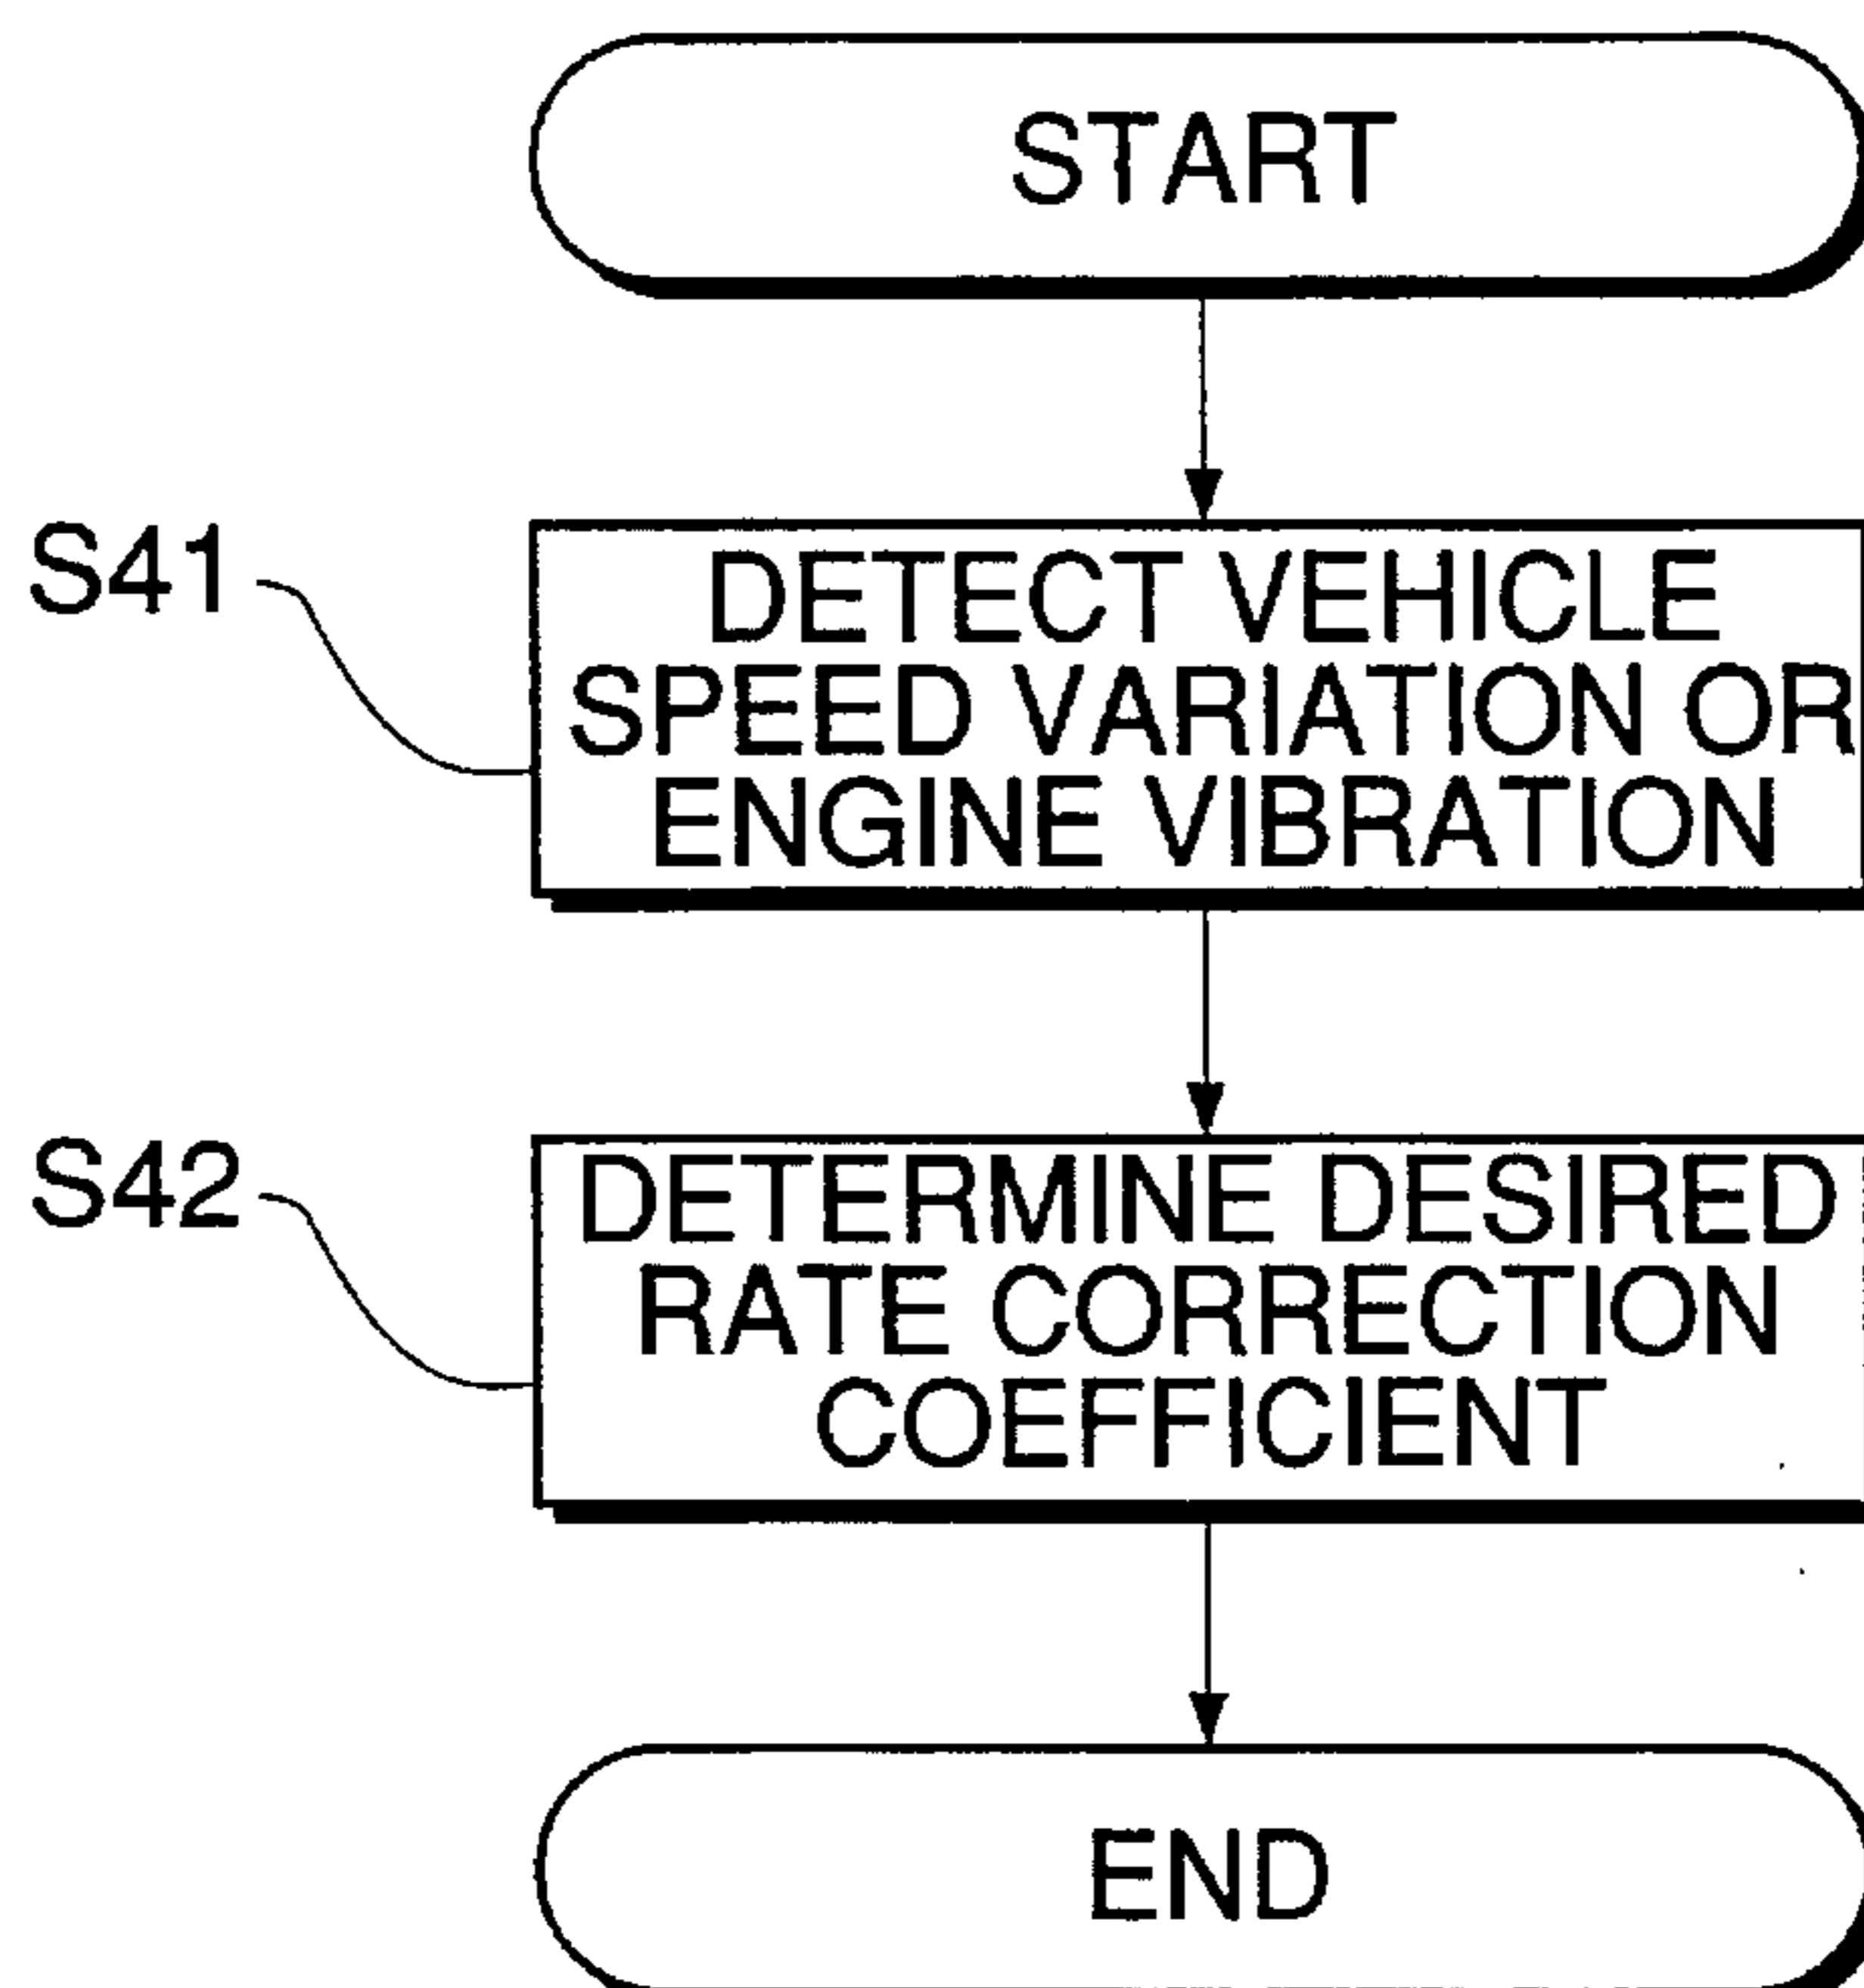 START
S41
DETECT VEHICLE
SPEED VARIATION OR
ENGINE VIBRATION
S42
DETERMINE DESIRED
RATE CORRECTION
COEFFICIENT
END